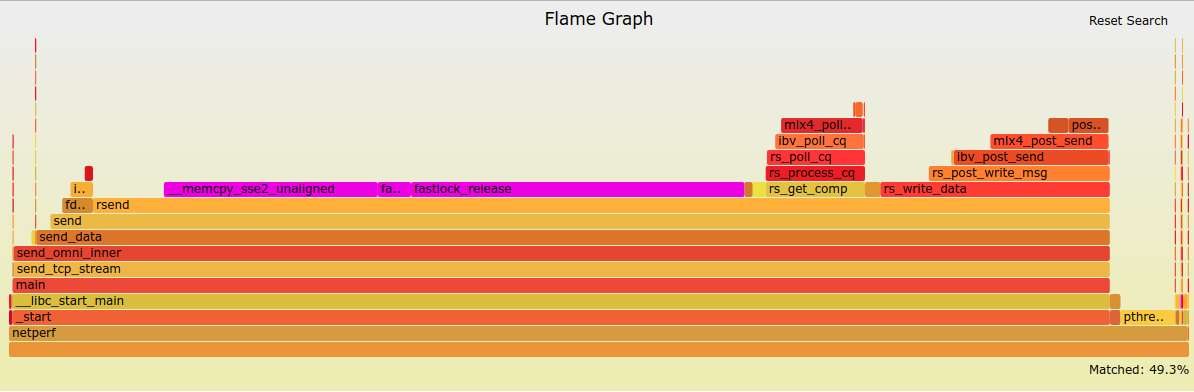 Flame Graph
Reset Search
mlx4_poll..
pos..
ibv_poll_cq
mlx4_post_send
rs_poll_cq
ibv_post_send
rs_process_cq
rs_post_write_msg
i..
__memcpy_sse2_unaligned
fa..
fastlock_release
rs_get_comp
rs_write_data
fd..
rsend
send
send_data
send_omni_inner
send_tcp_stream
main
__libc_start_main
_start
pthre..
netperf
Matched: 49.3%